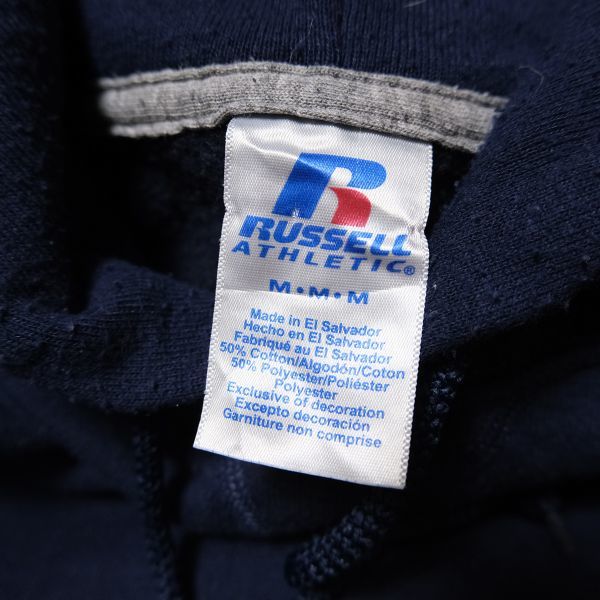 RUSSELL
ATHLETIC®
M•M•M
Made in El Salvador
Hecho en El Salvador
Fabriqué au El Salvador
50% Cotton/Algodón/Coton
50% Polyester/Poliéster
Polyester
Exclusive of decoration
Excepto decoración
Garniture non comprise